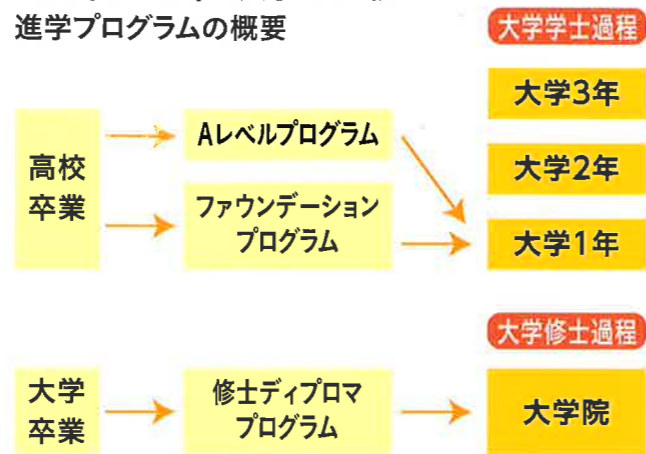 進学プログラムの概要
大学学士過程
大学3年
Aレベルプログラム
大学2年
高校
卒業
ファウンデーション
プログラム
大学1年
大学修士過程
大学
卒業
修士ディプロマ
プログラム
大学院